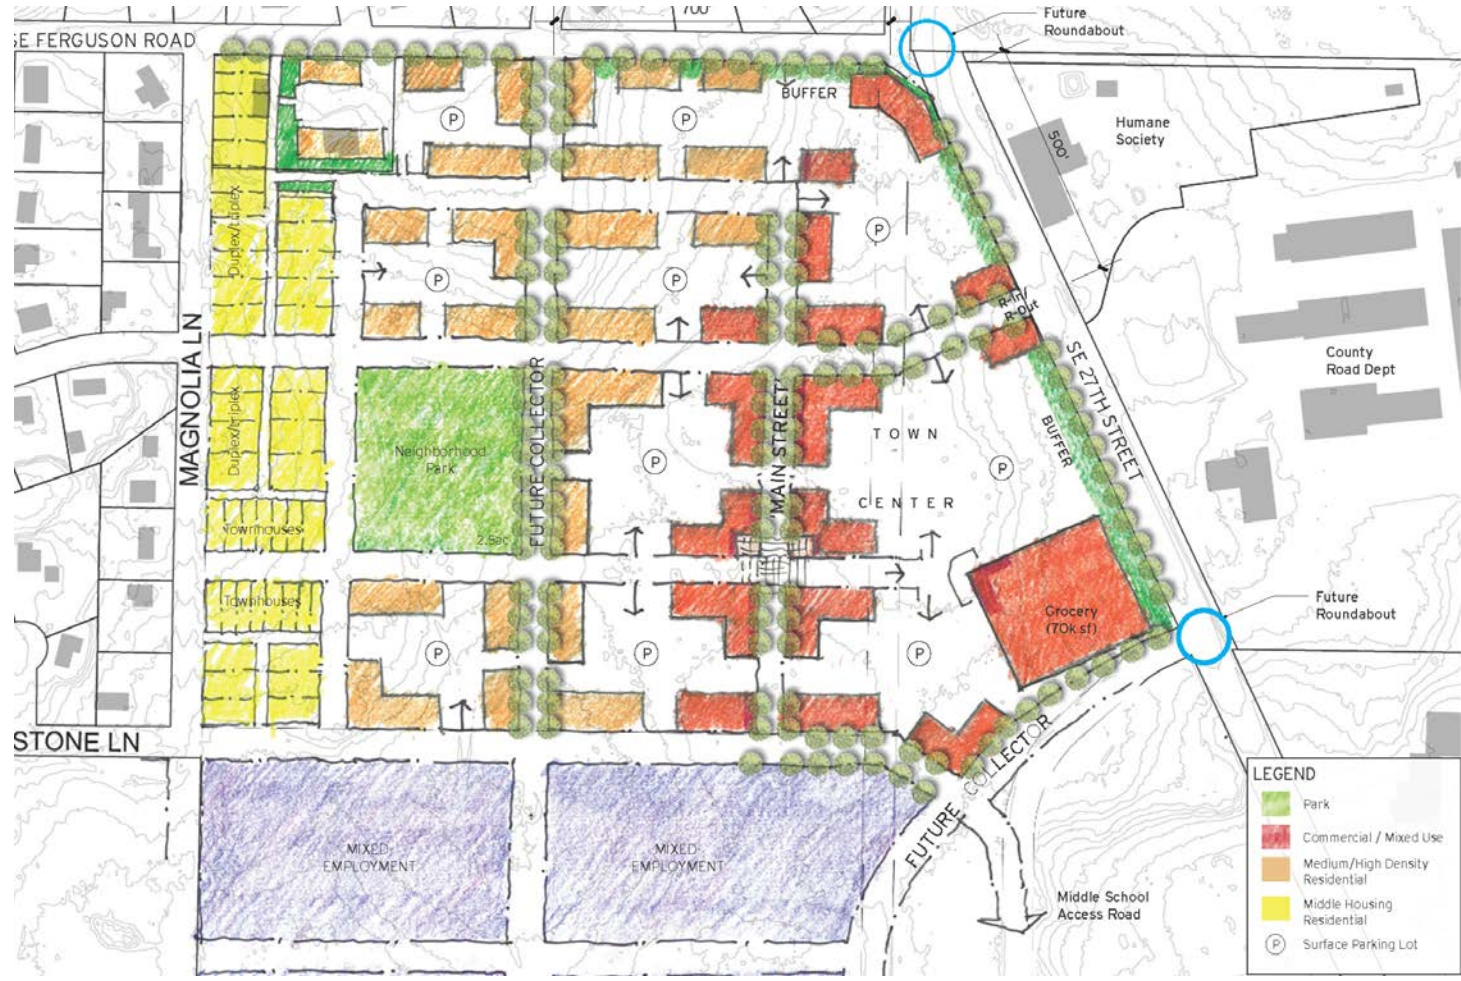 700'
Future
Roundabout
SE FERGUSON ROAD
BUFFER
P
P
Humane
Society
500'
Duplex/triplex
P
P
P
R-In/
R-Out
MAGNOLIA LN
SE 27TH STREET
County
Road Dept
Duplex/triplex
FUTURE COLLECTOR
MAIN STREET
TOWN
Neighborhood
Park
P
P
BUFFER
CENTER
Townhouses
2.5ac
Townhouses
Grocery
(70k sf)
Future
Roundabout
P
P
P
STONE LN
FUTURE COLLECTOR
MIXED-
EMPLOYMENT
MIXED-
EMPLOYMENT
Middle School
Access Road
LEGEND
Park
Commercial / Mixed Use
Medium/High Density
Residential
Middle Housing
Residential
P Surface Parking Lot